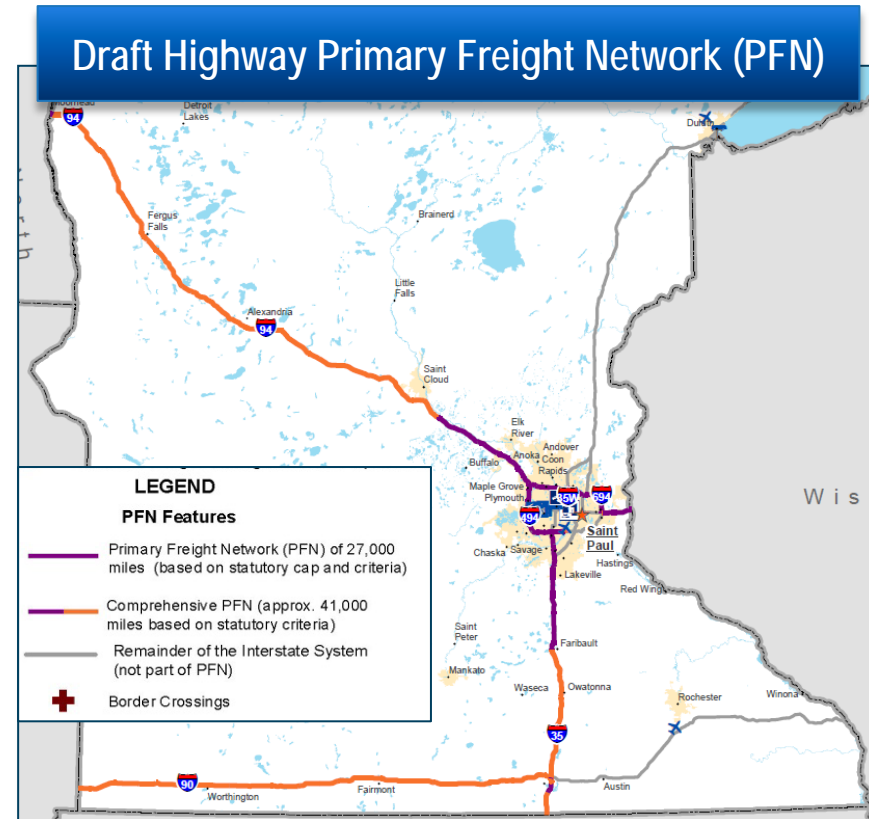 Draft Highway Primary Freight Network (PFN)
94
Detroit
Lakes
Duluth
Fergus
Falls
Brainerd
Little
Falls
Alexandria
94
Saint
Cloud
Elk
River
Andover
Anoka
Coon
Rapids
Buffalo
Maple Grove
Plymouth
35W
694
494
Saint
Paul
Chaska
Savage
Hastings
Lakeville
Red Wing
Wis
North
LEGEND
PFN Features
Primary Freight Network (PFN) of 27,000
miles (based on statutory cap and criteria)
Comprehensive PFN (approx. 41,000
miles based on statutory criteria)
Remainder of the Interstate System
(not part of PFN)
Border Crossings
Saint
Peter
Faribault
Mankato
Waseca
Owatonna
Rochester
Winona
35
90
Worthington
Fairmont
Austin